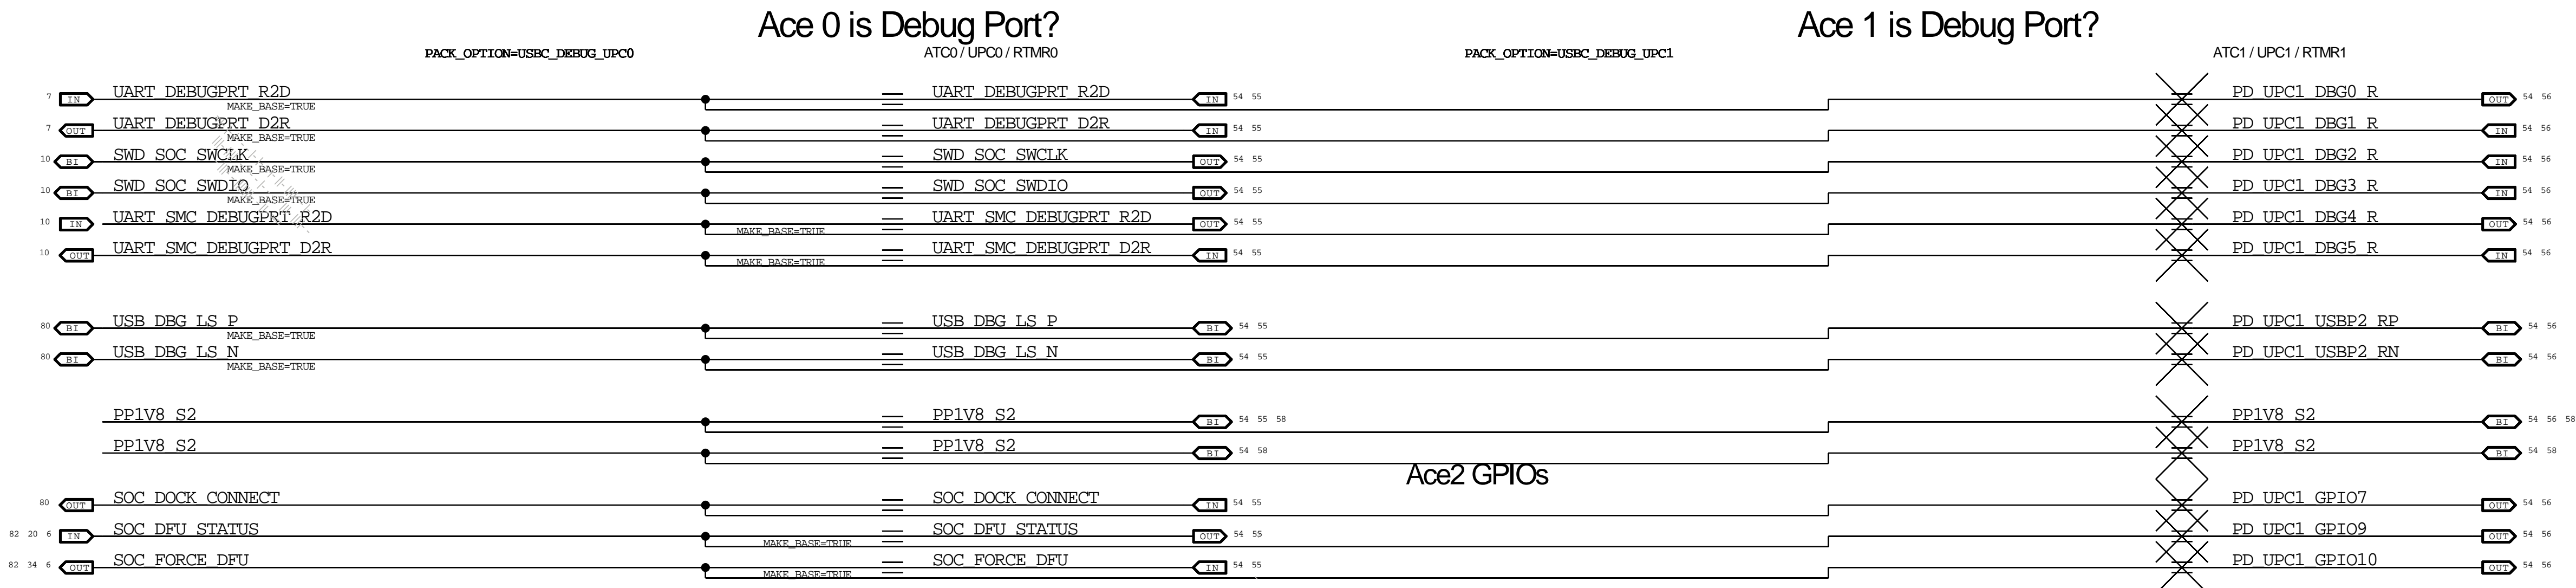 Ace 0 is Debug Port? Ace 1 is Debug Port?
PACK_OPTION=USBC_DEBUG_UPC0 ATC0 / UPC0 / RTMR0 PACK_OPTION=USBC_DEBUG_UPC1 ATC1 / UPC1 / RTMR1
7 IN UART_DEBUGPRT_R2D UART_DEBUGPRT_R2D IN 54 55 PD_UPC1_DBG0_R OUT 54 56
MAKE_BASE=TRUE
7 OUT UART_DEBUGPRT_D2R UART_DEBUGPRT_D2R IN 54 55 PD_UPC1_DBG1_R IN 54 56
MAKE_BASE=TRUE
10 BI SWD_SOC_SWCLK SWD_SOC_SWCLK OUT 54 55 PD_UPC1_DBG2_R IN 54 56
MAKE_BASE=TRUE
10 BI SWD_SOC_SWDIO SWD_SOC_SWDIO OUT 54 55 PD_UPC1_DBG3_R IN 54 56
MAKE_BASE=TRUE
10 IN UART_SMC_DEBUGPRT_R2D UART_SMC_DEBUGPRT_R2D OUT 54 55 PD_UPC1_DBG4_R OUT 54 56
MAKE_BASE=TRUE
10 OUT UART_SMC_DEBUGPRT_D2R UART_SMC_DEBUGPRT_D2R IN 54 55 PD_UPC1_DBG5_R IN 54 56
MAKE_BASE=TRUE
80 BI USB_DBG_LS_P USB_DBG_LS_P BI 54 55 PD_UPC1_USBP2_RP BI 54 56
MAKE_BASE=TRUE
80 BI USB_DBG_LS_N USB_DBG_LS_N BI 54 55 PD_UPC1_USBP2_RN BI 54 56
MAKE_BASE=TRUE
PP1V8_S2 PP1V8_S2 BI 54 55 58 PP1V8_S2 BI 54 56 58
PP1V8_S2 PP1V8_S2 BI 54 58 PP1V8_S2 BI 54 58
Ace2 GPIOs
80 OUT SOC_DOCK_CONNECT SOC_DOCK_CONNECT IN 54 55 PD_UPC1_GPIO7 OUT 54 56
82 20 6 IN SOC_DFU_STATUS SOC_DFU_STATUS OUT 54 55 PD_UPC1_GPIO9 OUT 54 56
MAKE_BASE=TRUE
82 34 6 OUT SOC_FORCE_DFU SOC_FORCE_DFU IN 54 55 PD_UPC1_GPIO10 OUT 54 56
MAKE_BASE=TRUE